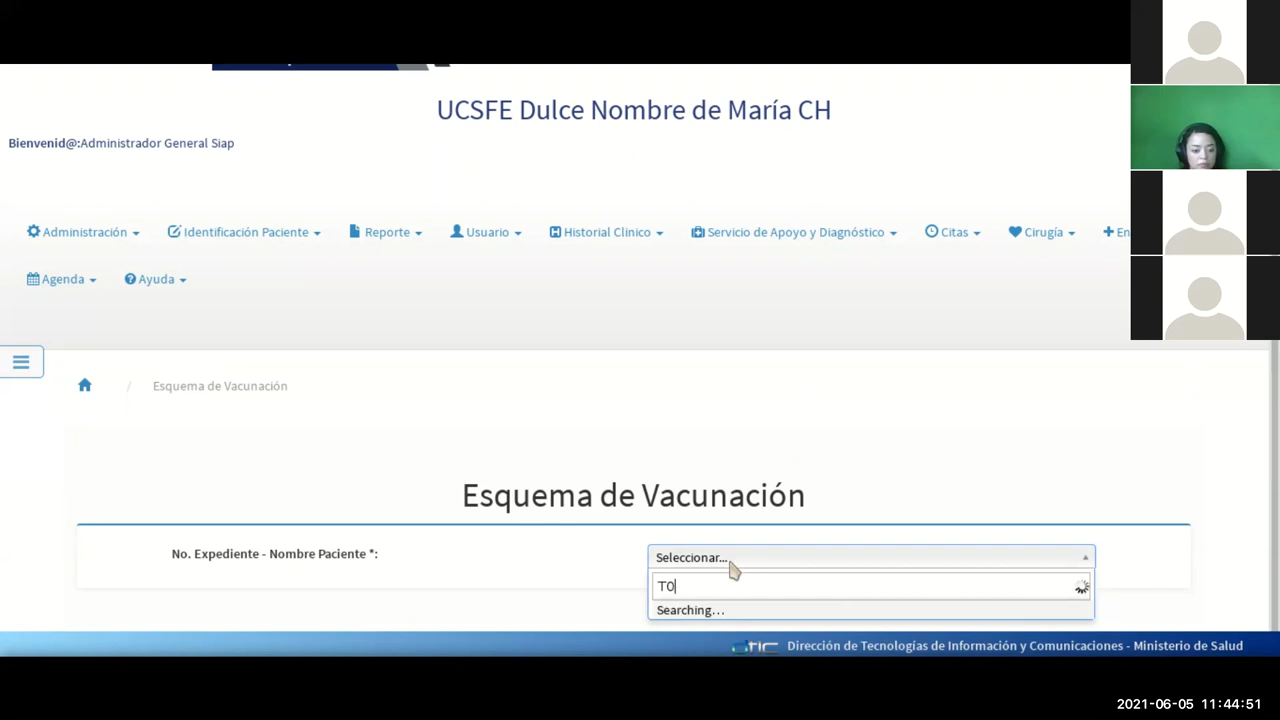 UCSFE Dulce Nombre de María CH
Bienvenid@:Administrador General Siap
Administración Identificación Paciente Reporte Usuario Historial Clinico Servicio de Apoyo y Diagnóstico Citas Cirugía En
Agenda Ayuda
/ Esquema de Vacunación
Esquema de Vacunación
No. Expediente - Nombre Paciente *:
Seleccionar...
T0
Searching…
Dirección de Tecnologías de Información y Comunicaciones - Ministerio de Salud
2021-06-05 11:44:51